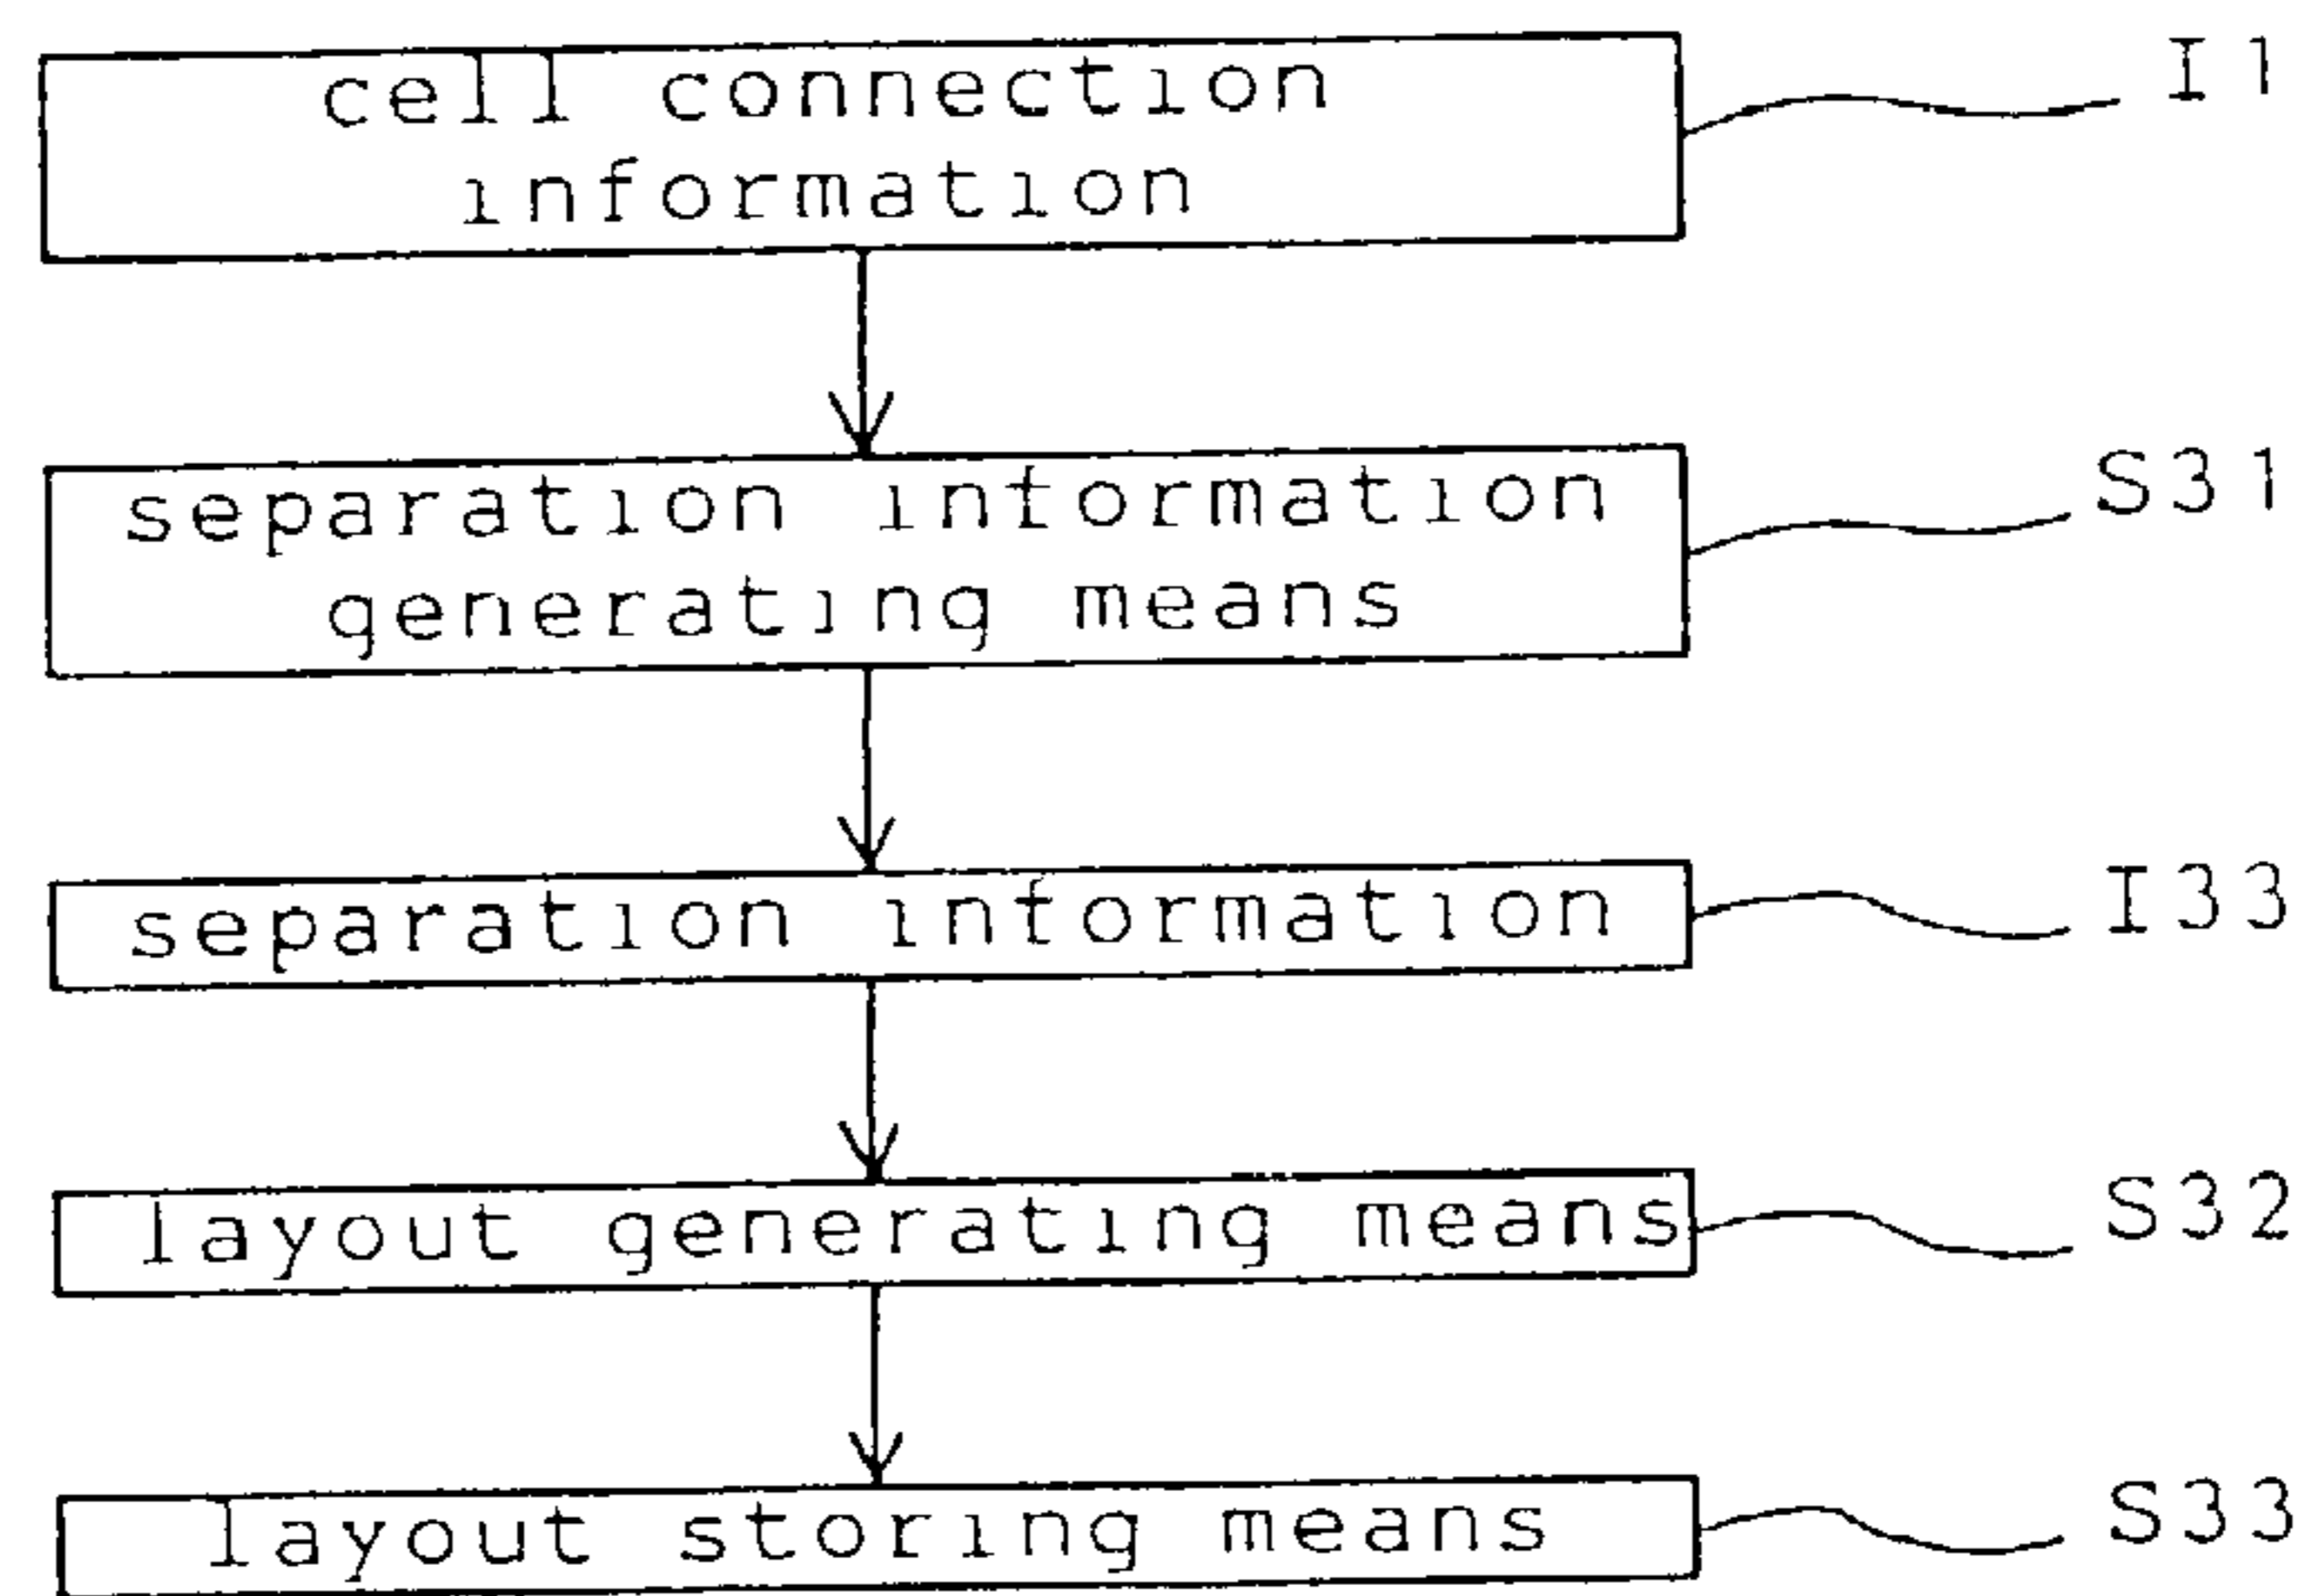 cell connection
information
I1
separation information
generating means
S31
separation information
I33
layout generating means
S32
layout storing means
S33